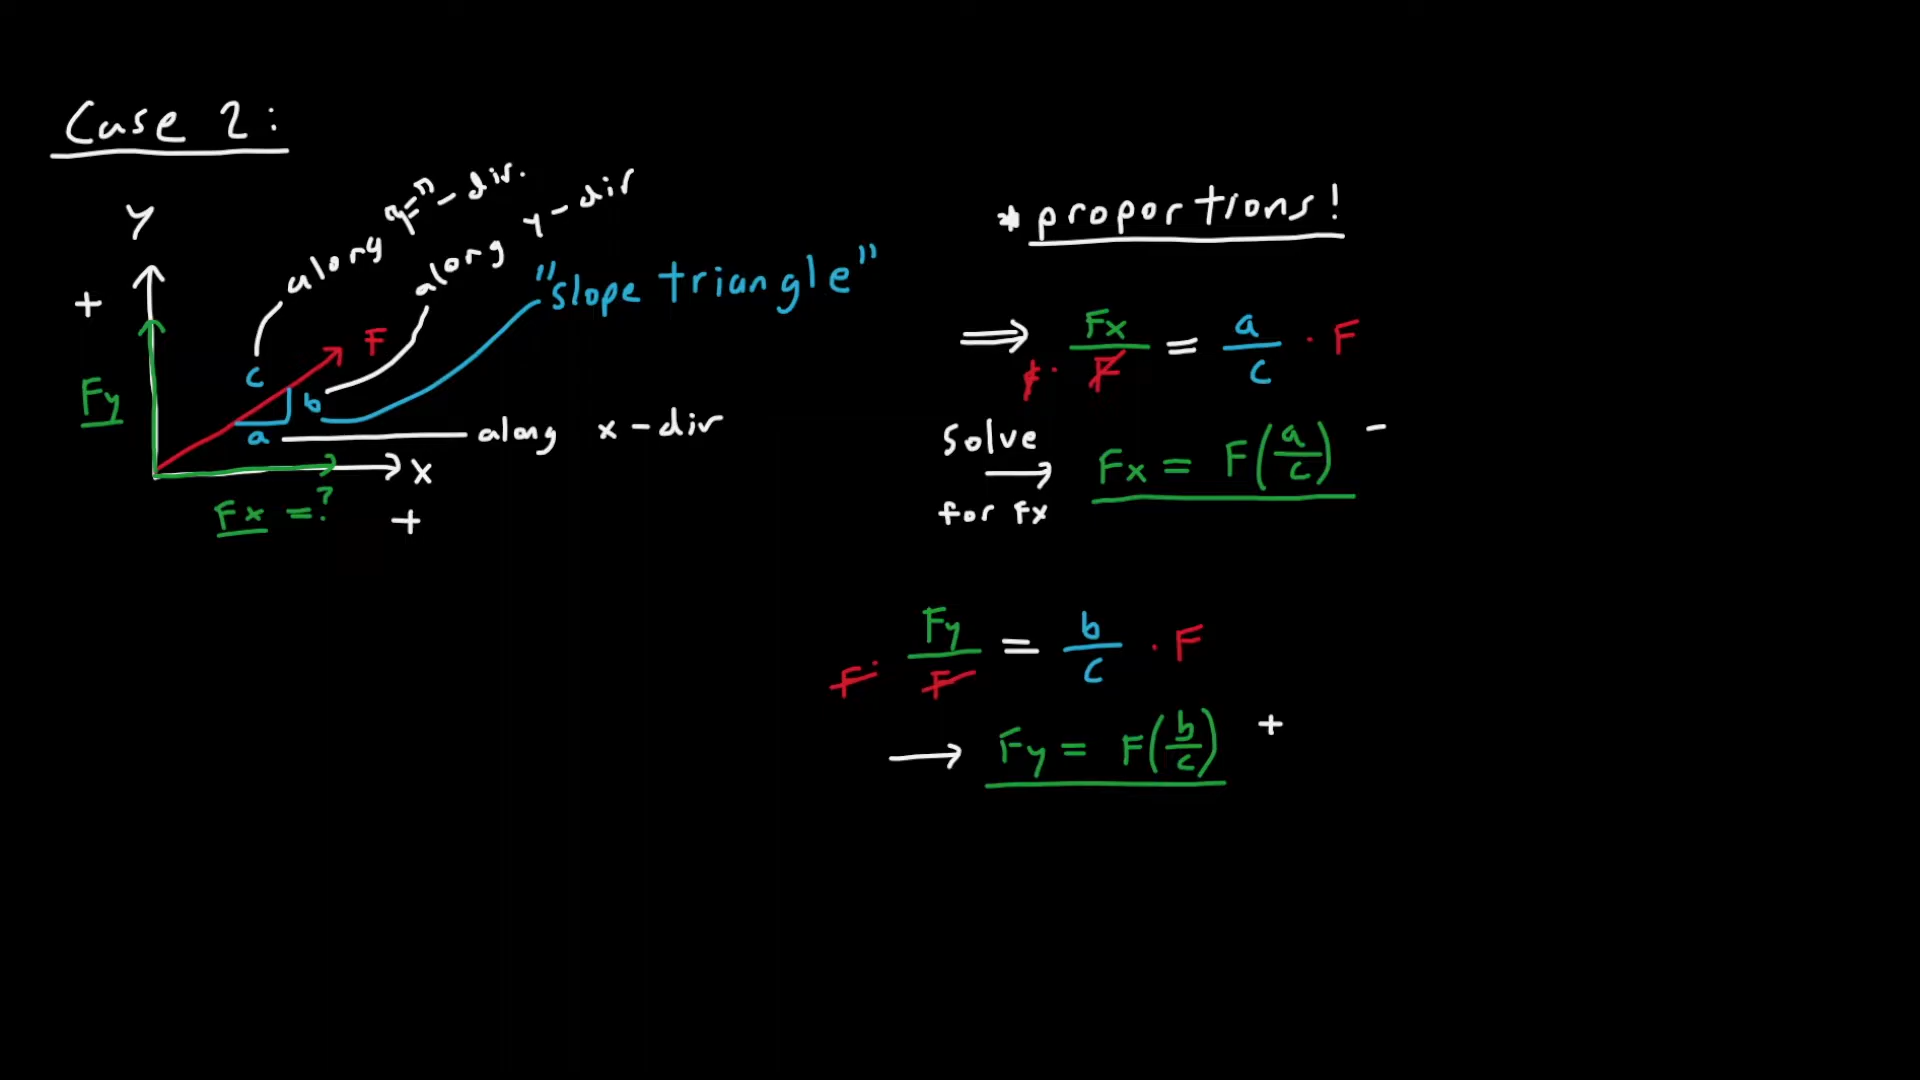 Case 2:
Y
+
along -dir.
along y-dir
"slope triangle"
F
c
b
a
along x-dir
Fy
X
Fx =?
+
* proportions!
⇒ F· Fx/F = a/c · F
Solve for Fx → Fx = F(a/c) -
F· Fy/F = b/c · F
→ Fy = F(b/c) +